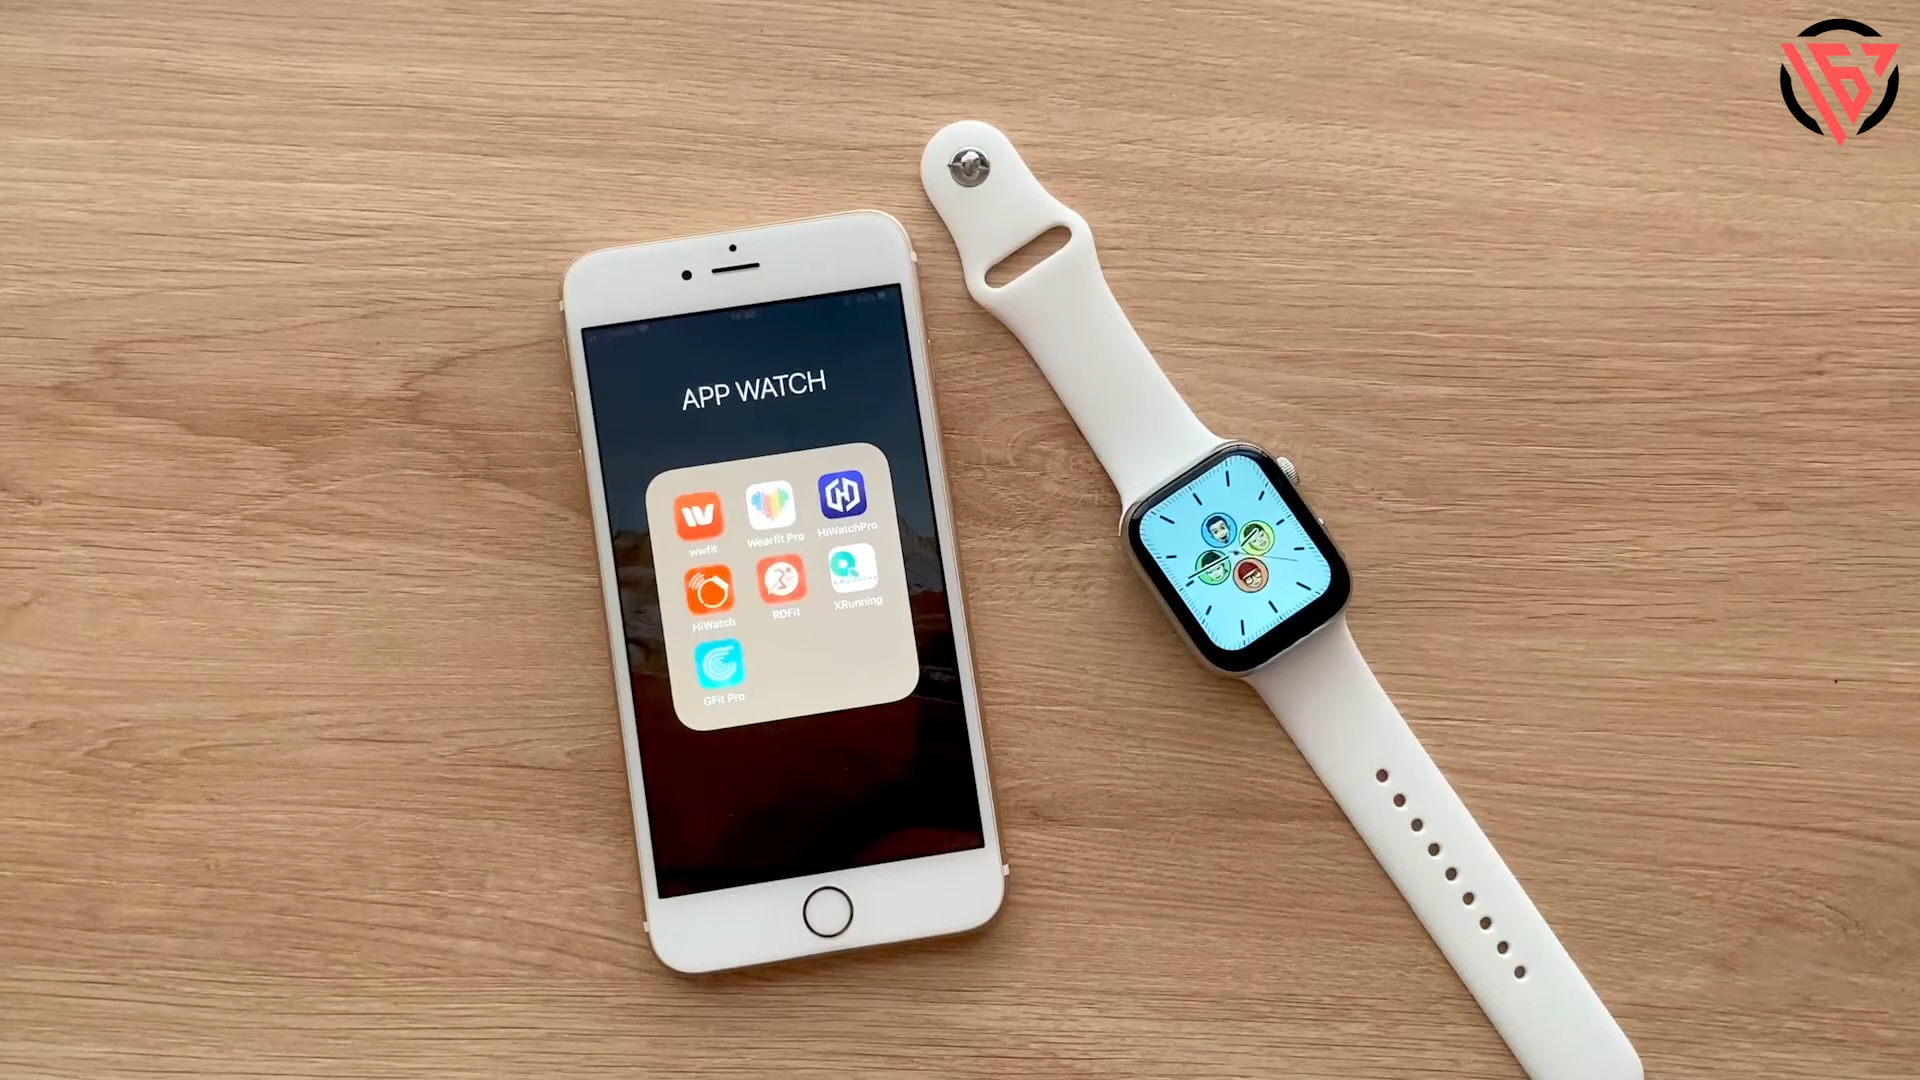 APP WATCH
wwfit
Wearfit Pro
HiWatchPro
HiWatch
RDFit
XRunning
GFit Pro